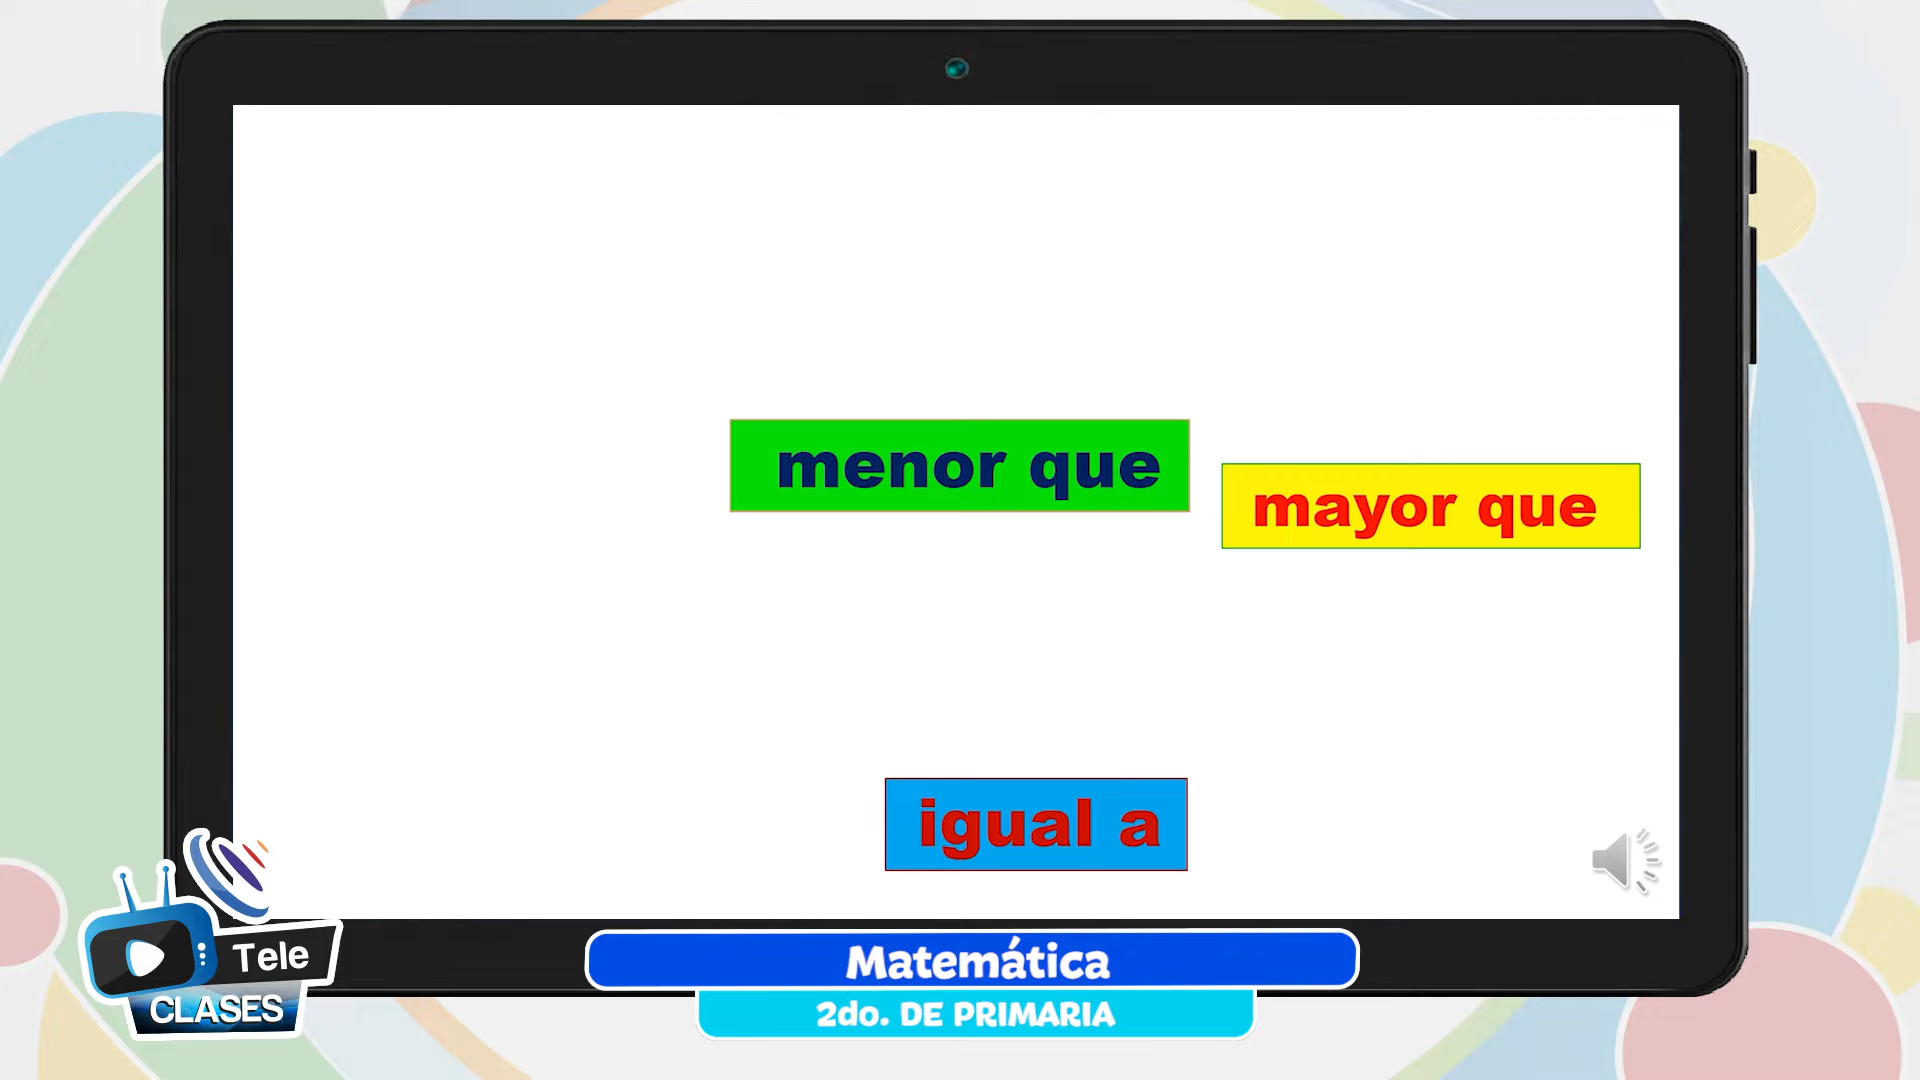 menor que
mayor que
igual a
Tele
CLASES
Matemática
2do. DE PRIMARIA